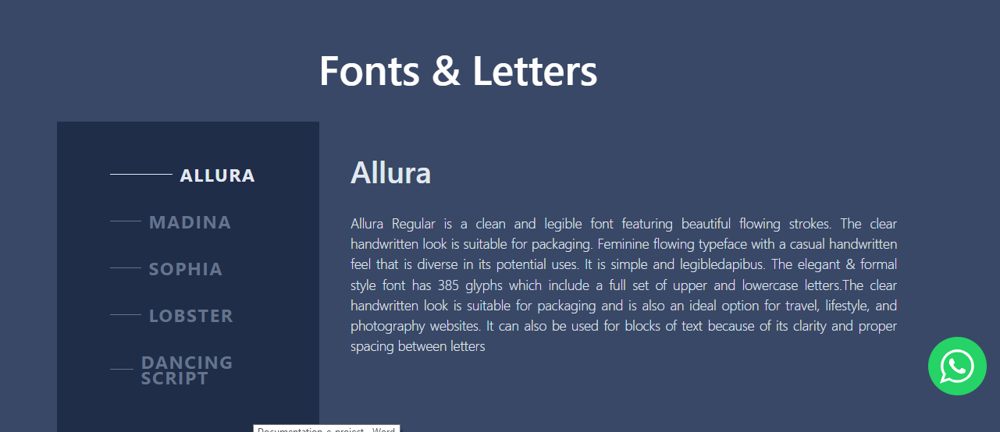 Fonts & Letters
ALLURA
MADINA
SOPHIA
LOBSTER
DANCING
SCRIPT
Allura
Allura Regular is a clean and legible font featuring beautiful flowing strokes. The clear
handwritten look is suitable for packaging. Feminine flowing typeface with a casual handwritten
feel that is diverse in its potential uses. It is simple and legibledapibus. The elegant & formal
style font has 385 glyphs which include a full set of upper and lowercase letters.The clear
handwritten look is suitable for packaging and is also an ideal option for travel, lifestyle, and
photography websites. It can also be used for blocks of text because of its clarity and proper
spacing between letters
Documentation e-project - Word